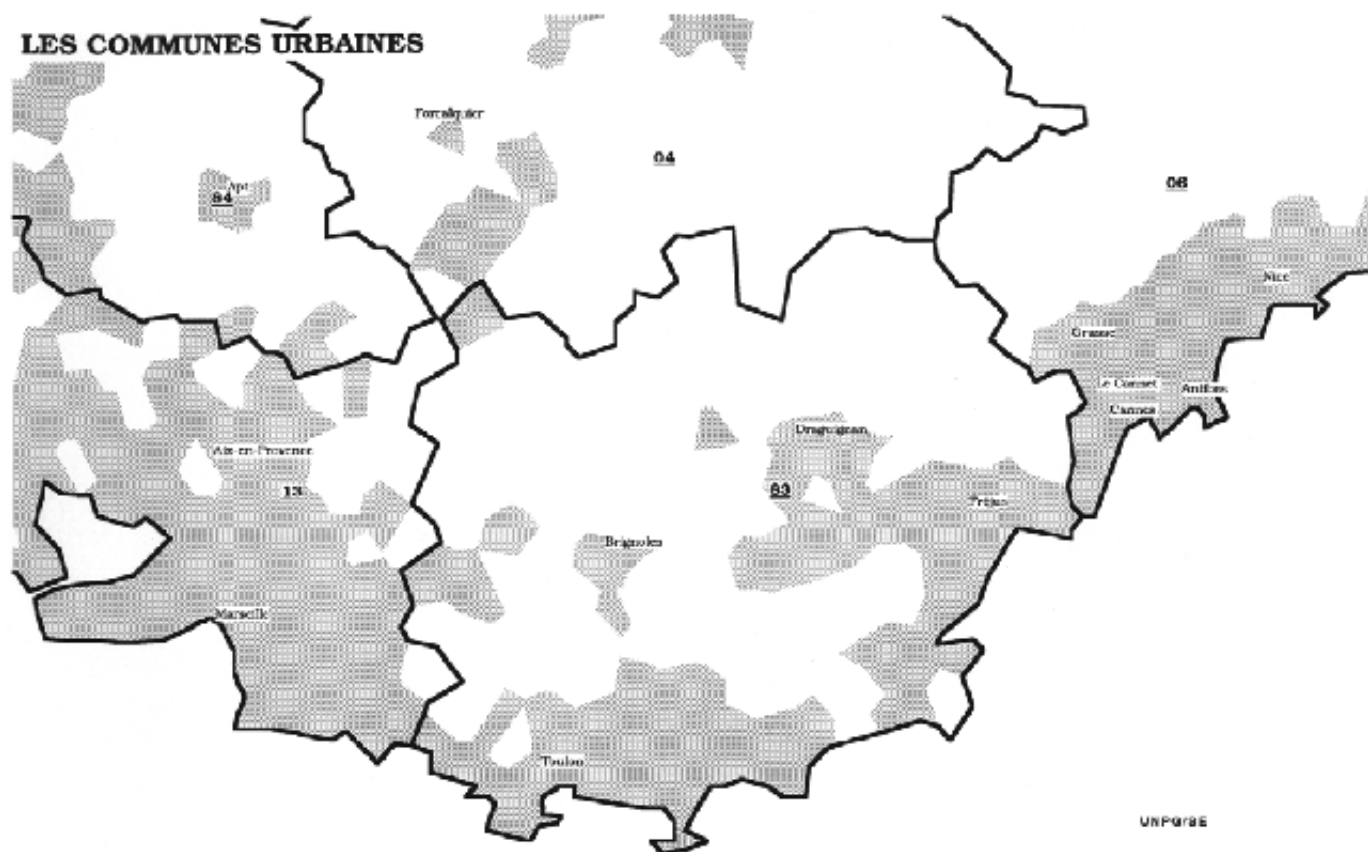 LES COMMUNES URBAINES
Forcalquier
04
06
Apt
84
Nice
Grasse
Le Cannet
Antibes
Cannes
Draguignan
Aix-en-Provence
13
83
Fréjus
Brignoles
Marseille
Toulon